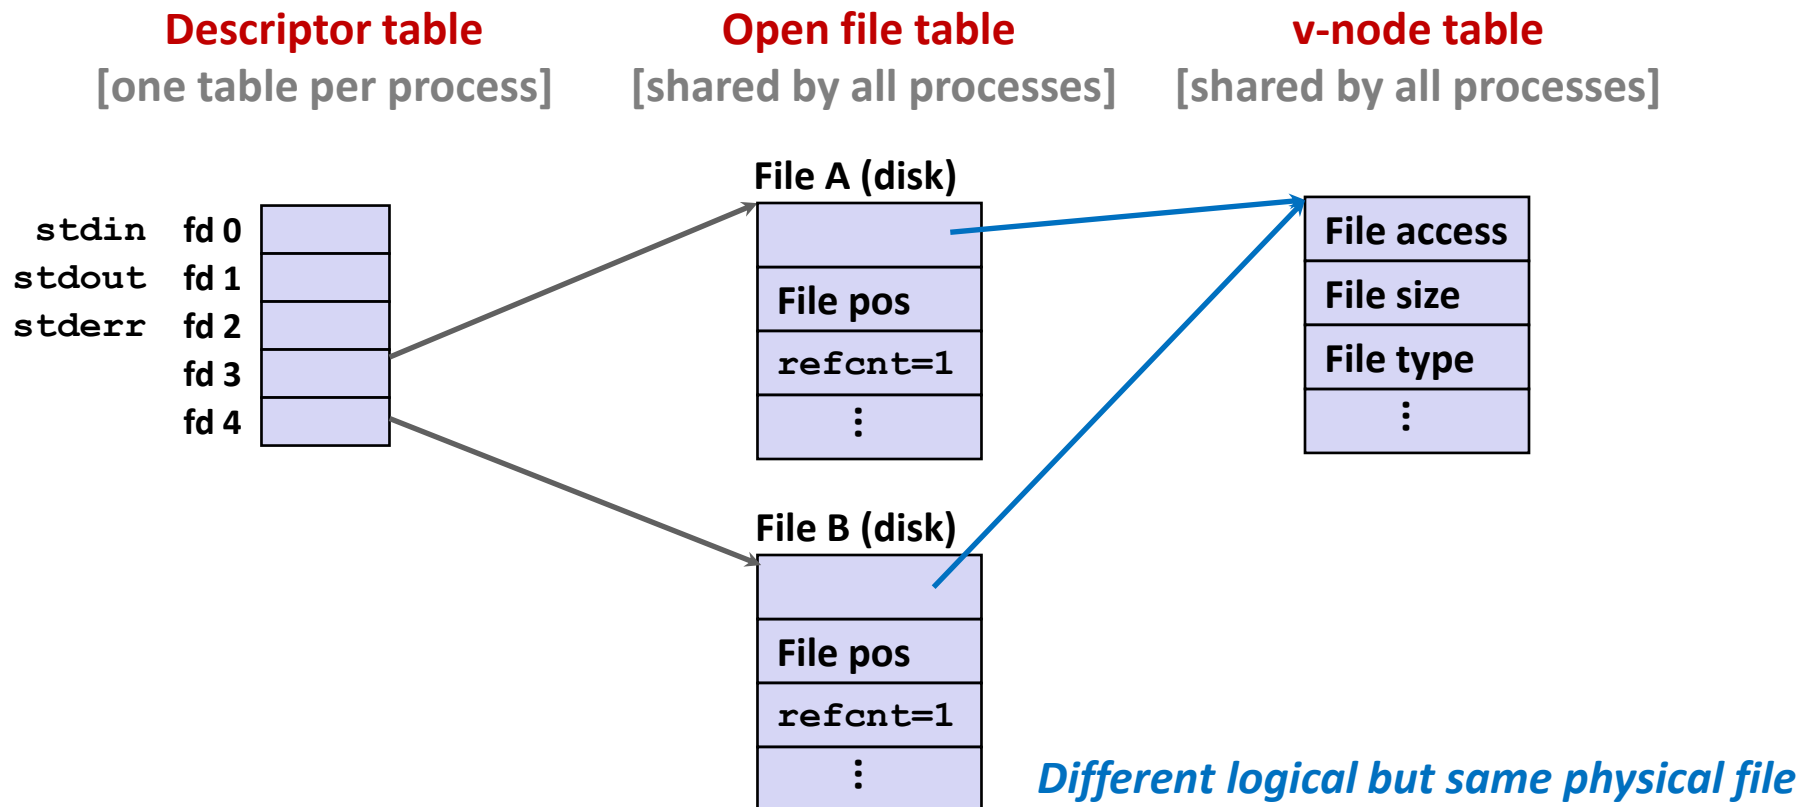 Descriptor table
[one table per process]
Open file table
[shared by all processes]
v-node table
[shared by all processes]
stdin fd 0
stdout fd 1
stderr fd 2
fd 3
fd 4
File A (disk)
File pos
refcnt=1
⋮
File B (disk)
File pos
refcnt=1
⋮
File access
File size
File type
⋮
Different logical but same physical file